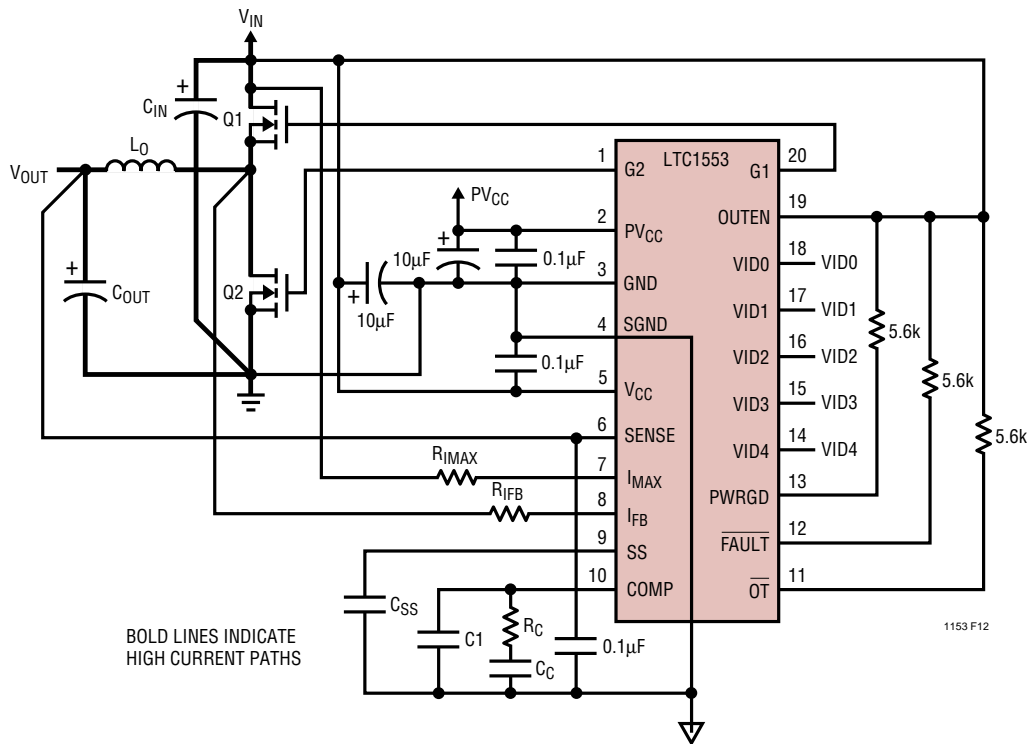 VIN
+
CIN
Q1
LO
VOUT
+
COUT
Q2
PVCC
+
10µF
0.1µF
+
10µF
0.1µF
RIMAX
RIFB
CSS
C1
RC
CC
0.1µF
LTC1553
1
G2
2
PVCC
3
GND
4
SGND
5
VCC
6
SENSE
7
IMAX
8
IFB
9
SS
10
COMP
20
G1
19
OUTEN
18
VID0
VID0
17
VID1
VID1
16
VID2
VID2
15
VID3
VID3
14
VID4
VID4
13
PWRGD
12
FAULT
11
OT
5.6k
5.6k
5.6k
BOLD LINES INDICATE
HIGH CURRENT PATHS
1153 F12